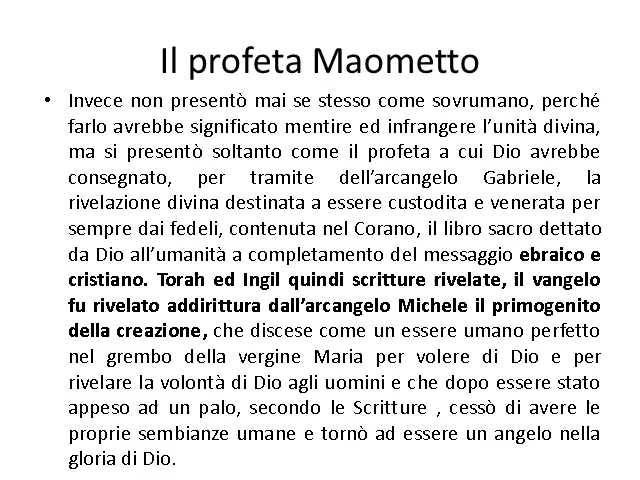 Il profeta Maometto
• Invece non presentò mai se stesso come sovrumano, perché
farlo avrebbe significato mentire ed infrangere l’unità divina,
ma si presentò soltanto come il profeta a cui Dio avrebbe
consegnato, per tramite dell’arcangelo Gabriele, la
rivelazione divina destinata a essere custodita e venerata per
sempre dai fedeli, contenuta nel Corano, il libro sacro dettato
da Dio all’umanità a completamento del messaggio ebraico e
cristiano. Torah ed Ingil quindi scritture rivelate, il vangelo
fu rivelato addirittura dall’arcangelo Michele il primogenito
della creazione, che discese come un essere umano perfetto
nel grembo della vergine Maria per volere di Dio e per
rivelare la volontà di Dio agli uomini e che dopo essere stato
appeso ad un palo, secondo le Scritture , cessò di avere le
proprie sembianze umane e tornò ad essere un angelo nella
gloria di Dio.